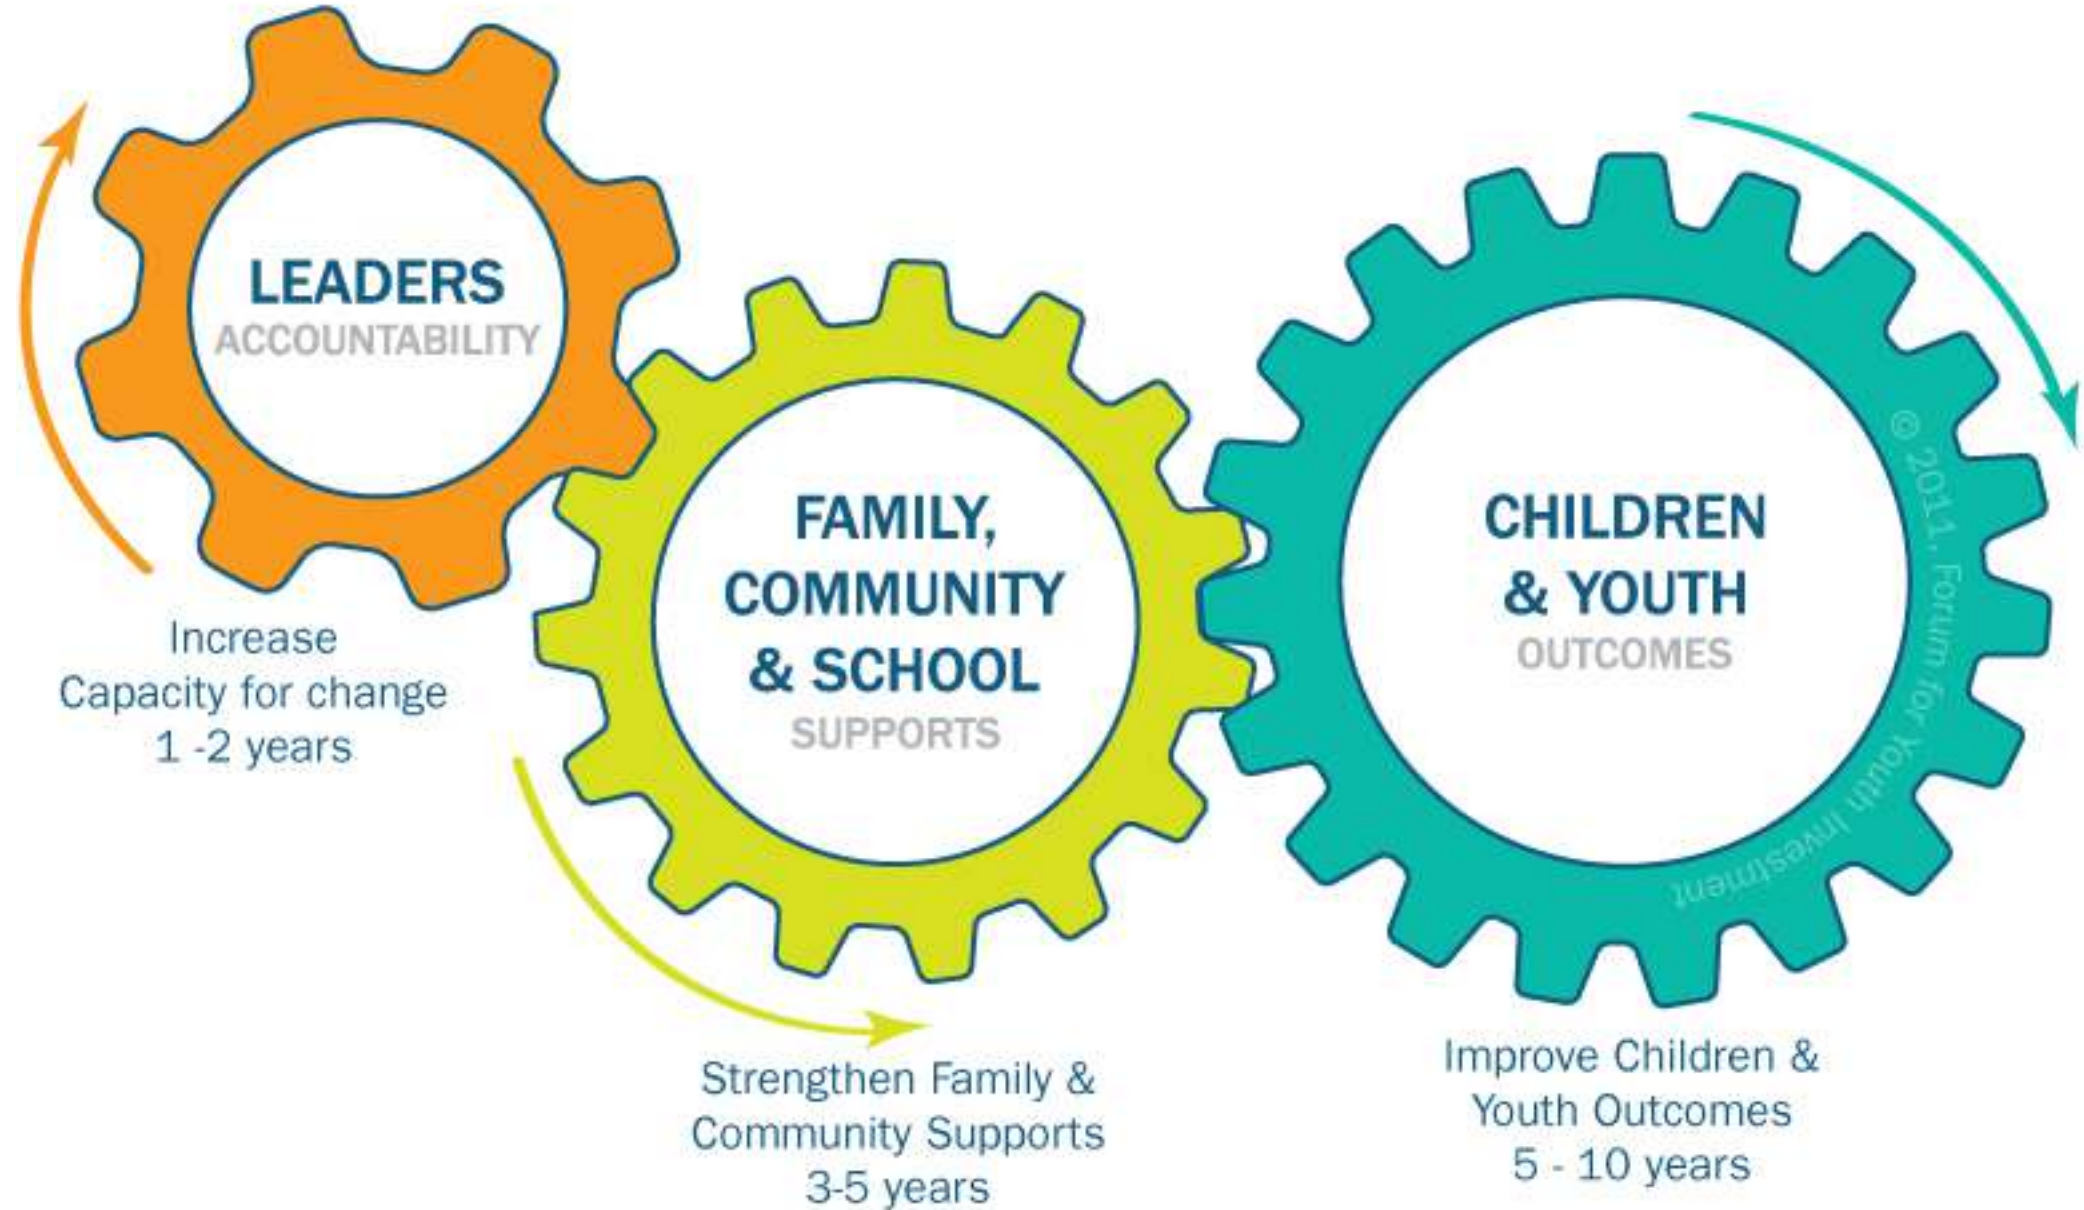 LEADERS
ACCOUNTABILITY
Increase
Capacity for change
1 -2 years
FAMILY,
COMMUNITY
& SCHOOL
SUPPORTS
Strengthen Family &
Community Supports
3-5 years
CHILDREN
& YOUTH
OUTCOMES
© 2011, Forum for Youth Investment
Improve Children &
Youth Outcomes
5 - 10 years